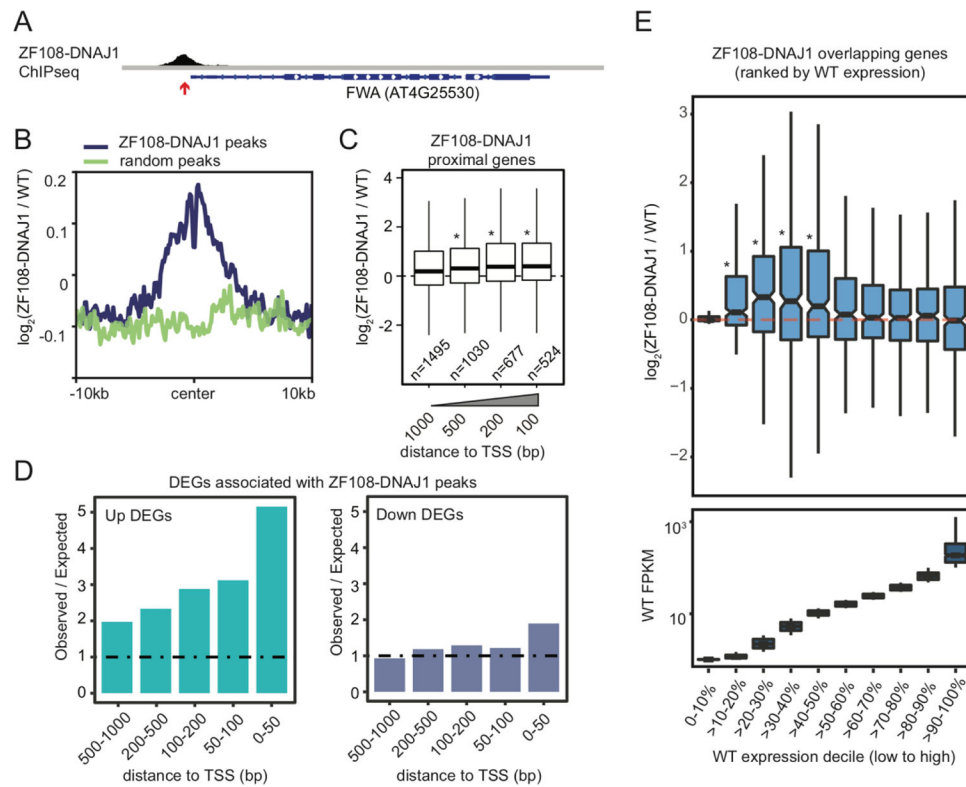 A
ZF108-DNAJ1
ChIPseq
FWA (AT4G25530)
B
ZF108-DNAJ1 peaks
random peaks
log2(ZF108-DNAJ1 / WT)
0.2
0.1
0
-0.1
-10kb
center
10kb
C
ZF108-DNAJ1
proximal genes
log2(ZF108-DNAJ1 / WT)
4
2
0
-2
*
*
*
n=1495
n=1030
n=677
n=524
1000
500
200
100
distance to TSS (bp)
D
DEGs associated with ZF108-DNAJ1 peaks
Up DEGs
Observed / Expected
5
4
3
2
1
0
500-1000
200-500
100-200
50-100
0-50
distance to TSS (bp)
Down DEGs
Observed / Expected
5
4
3
2
1
0
500-1000
200-500
100-200
50-100
0-50
distance to TSS (bp)
E
ZF108-DNAJ1 overlapping genes
(ranked by WT expression)
log2(ZF108-DNAJ1 / WT)
3
2
1
0
−1
−2
*
*
*
*
WT FPKM
10³
10
0-10%
>10-20%
>20-30%
>30-40%
>40-50%
>50-60%
>60-70%
>70-80%
>80-90%
>90-100%
WT expression decile (low to high)